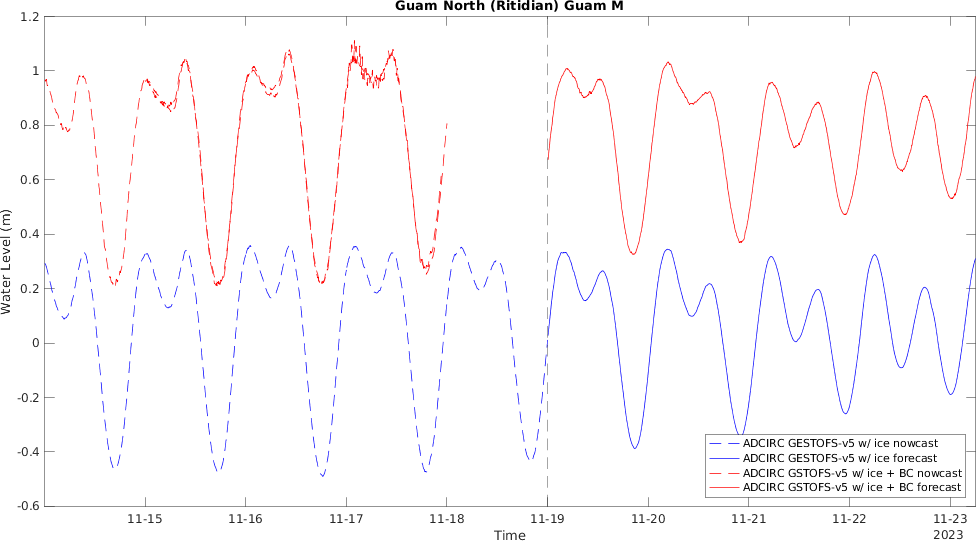 Guam North (Ritidian) Guam M
1.2
1
0.8
0.6
0.4
0.2
0
-0.2
-0.4
-0.6
Water Level (m)
11-15 11-16 11-17 11-18 11-19 11-20 11-21 11-22 11-23
2023
Time
ADCIRC GESTOFS-v5 w/ ice nowcast
ADCIRC GESTOFS-v5 w/ ice forecast
ADCIRC GSTOFS-v5 w/ ice + BC nowcast
ADCIRC GSTOFS-v5 w/ ice + BC forecast